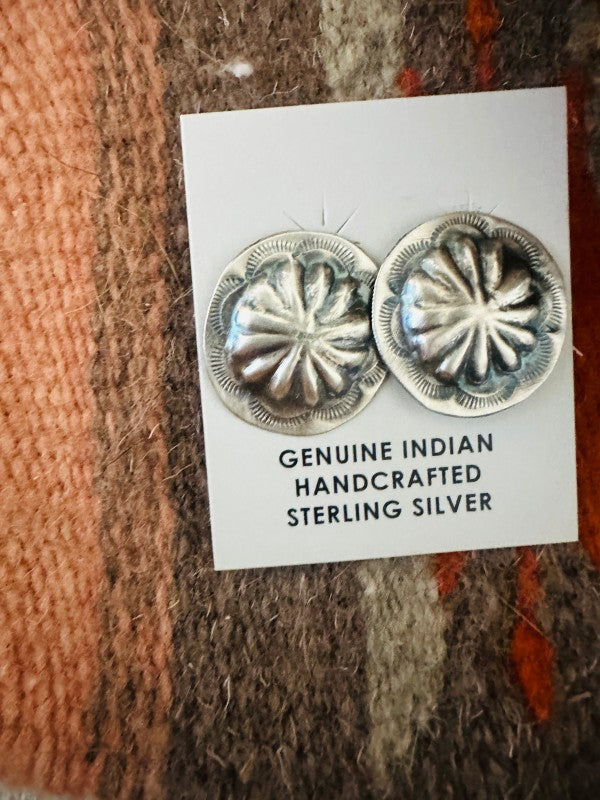 GENUINE INDIAN
HANDCRAFTED
STERLING SILVER